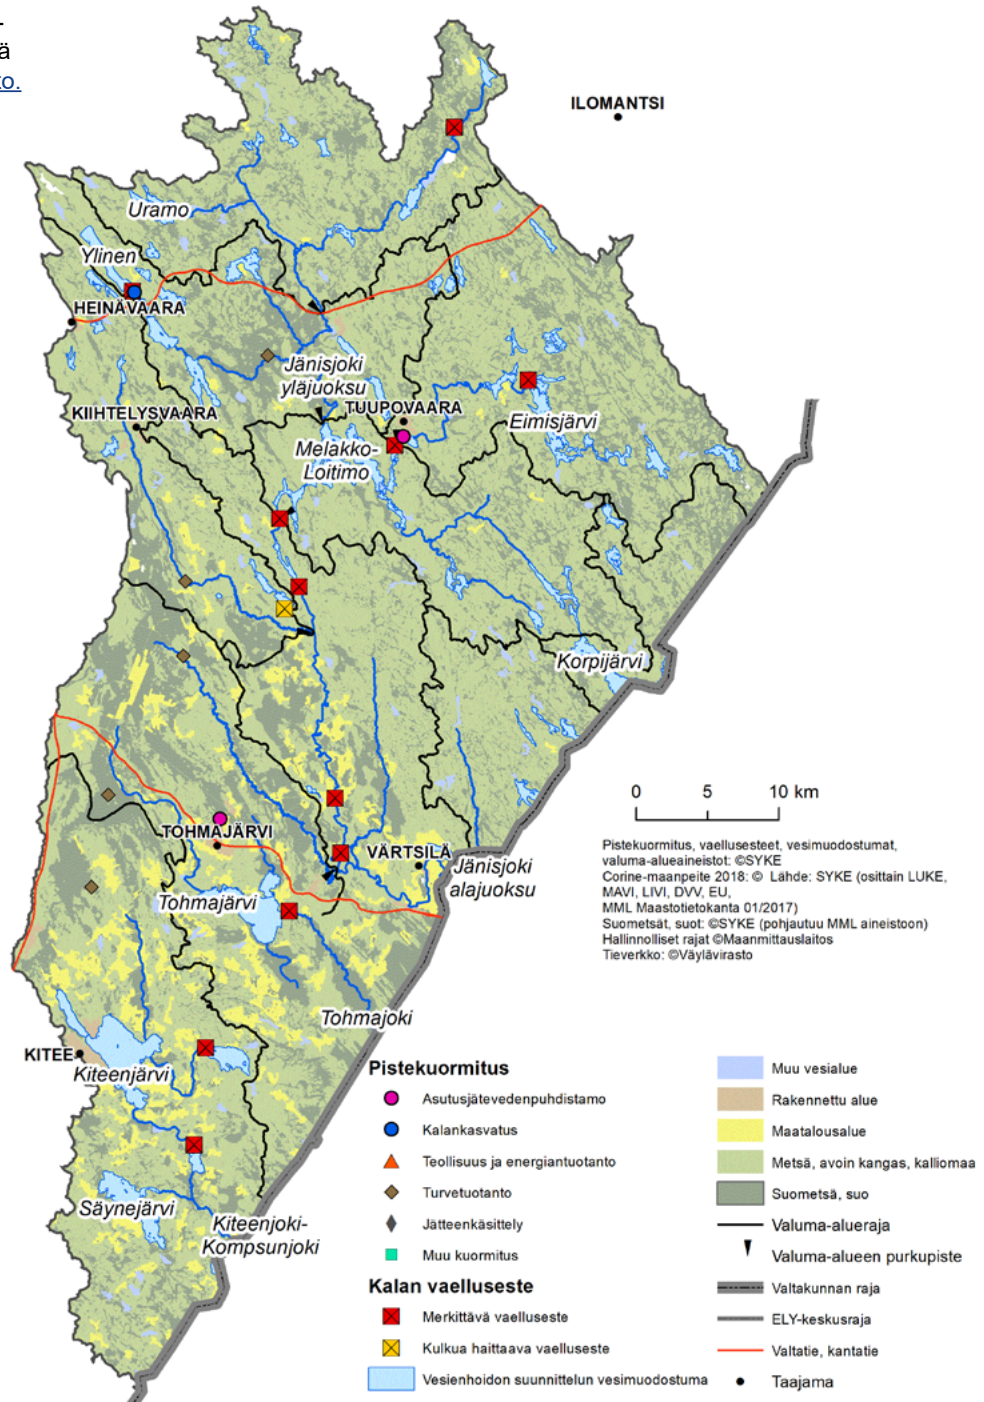 -
ä
to.
ILOMANTSI
Uramo
Ylinen
HEINÄVAARA
Jänisjoki
yläjuoksu
KIIHTELYSVAARA
TUUPOVAARA
Eimisjärvi
Melakko-
Loitimo
Korpijärvi
0 5 10 km
TOHMAJÄRVI
VÄRTSILÄ
Jänisjoki
alajuoksu
Tohmajärvi
Pistekuormitus, vaellusesteet, vesimuodostumat,
valuma-alueaineistot: ©SYKE
Corine-maanpeite 2018: © Lähde: SYKE (osittain LUKE,
MAVI, LIVI, DVV, EU,
MML Maastotietokanta 01/2017)
Suometsät, suot: ©SYKE (pohjautuu MML aineistoon)
Hallinnolliset rajat ©Maanmittauslaitos
Tieverkko: ©Väylävirasto
Tohmajoki
KITEE
Kiteenjärvi
Säynejärvi
Kiteenjoki-
Kompsunjoki
Pistekuormitus
Asutusjätevedenpuhdistamo
Kalankasvatus
Teollisuus ja energiantuotanto
Turvetuotanto
Jätteenkäsittely
Muu kuormitus
Kalan vaelluseste
Merkittävä vaelluseste
Kulkua haittaava vaelluseste
Vesienhoidon suunnittelun vesimuodostuma
Muu vesialue
Rakennettu alue
Maatalousalue
Metsä, avoin kangas, kalliomaa
Suometsä, suo
Valuma-alueraja
Valuma-alueen purkupiste
Valtakunnan raja
ELY-keskusraja
Valtatie, kantatie
Taajama